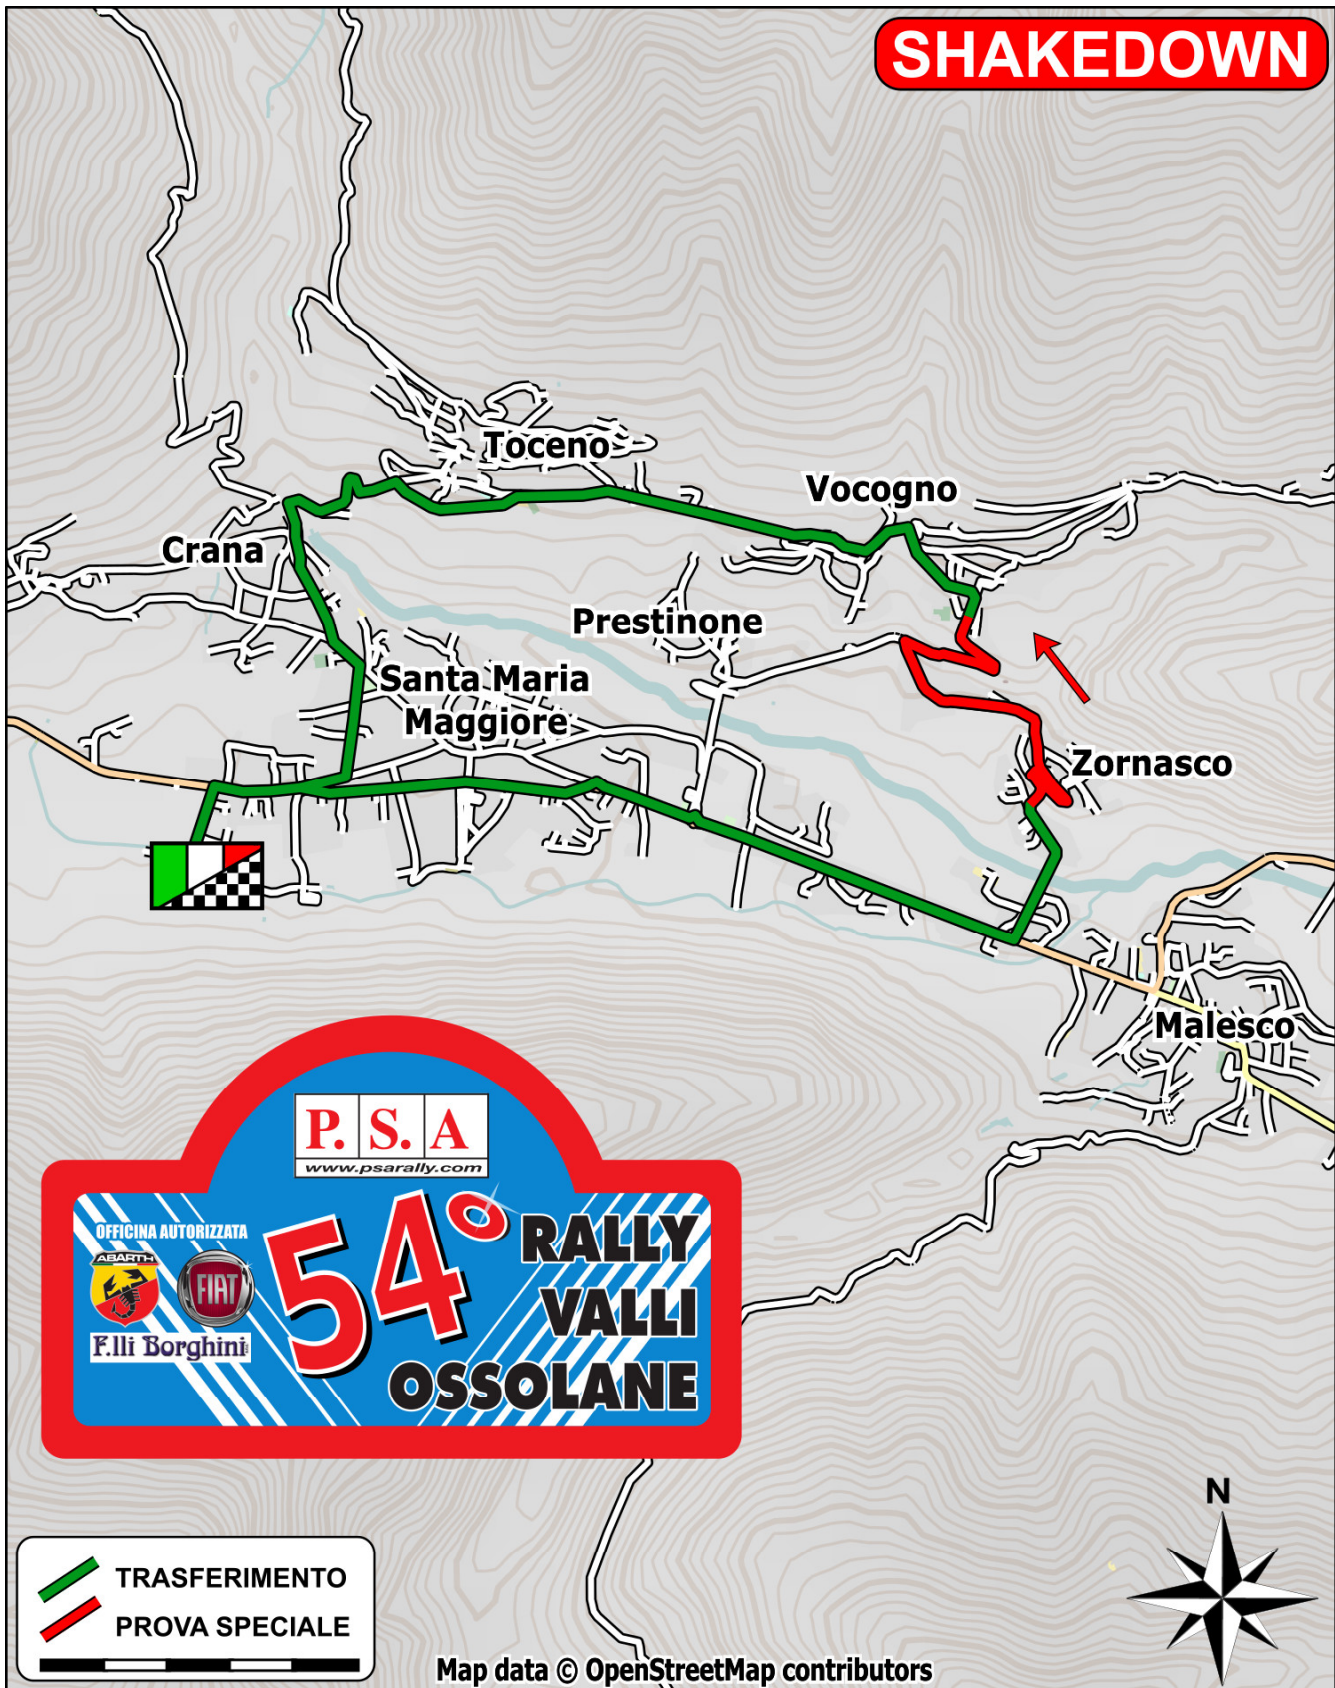 SHAKEDOWN
Toceno
Vocogno
Crana
Prestinone
Santa Maria
Maggiore
Zornasco
Malesco
P. S. A
www.psarally.com
OFFICINA AUTORIZZATA
ABARTH
FIAT
F.lli Borghini
54°
RALLY
VALLI
OSSOLANE
N
TRASFERIMENTO
PROVA SPECIALE
Map data © OpenStreetMap contributors